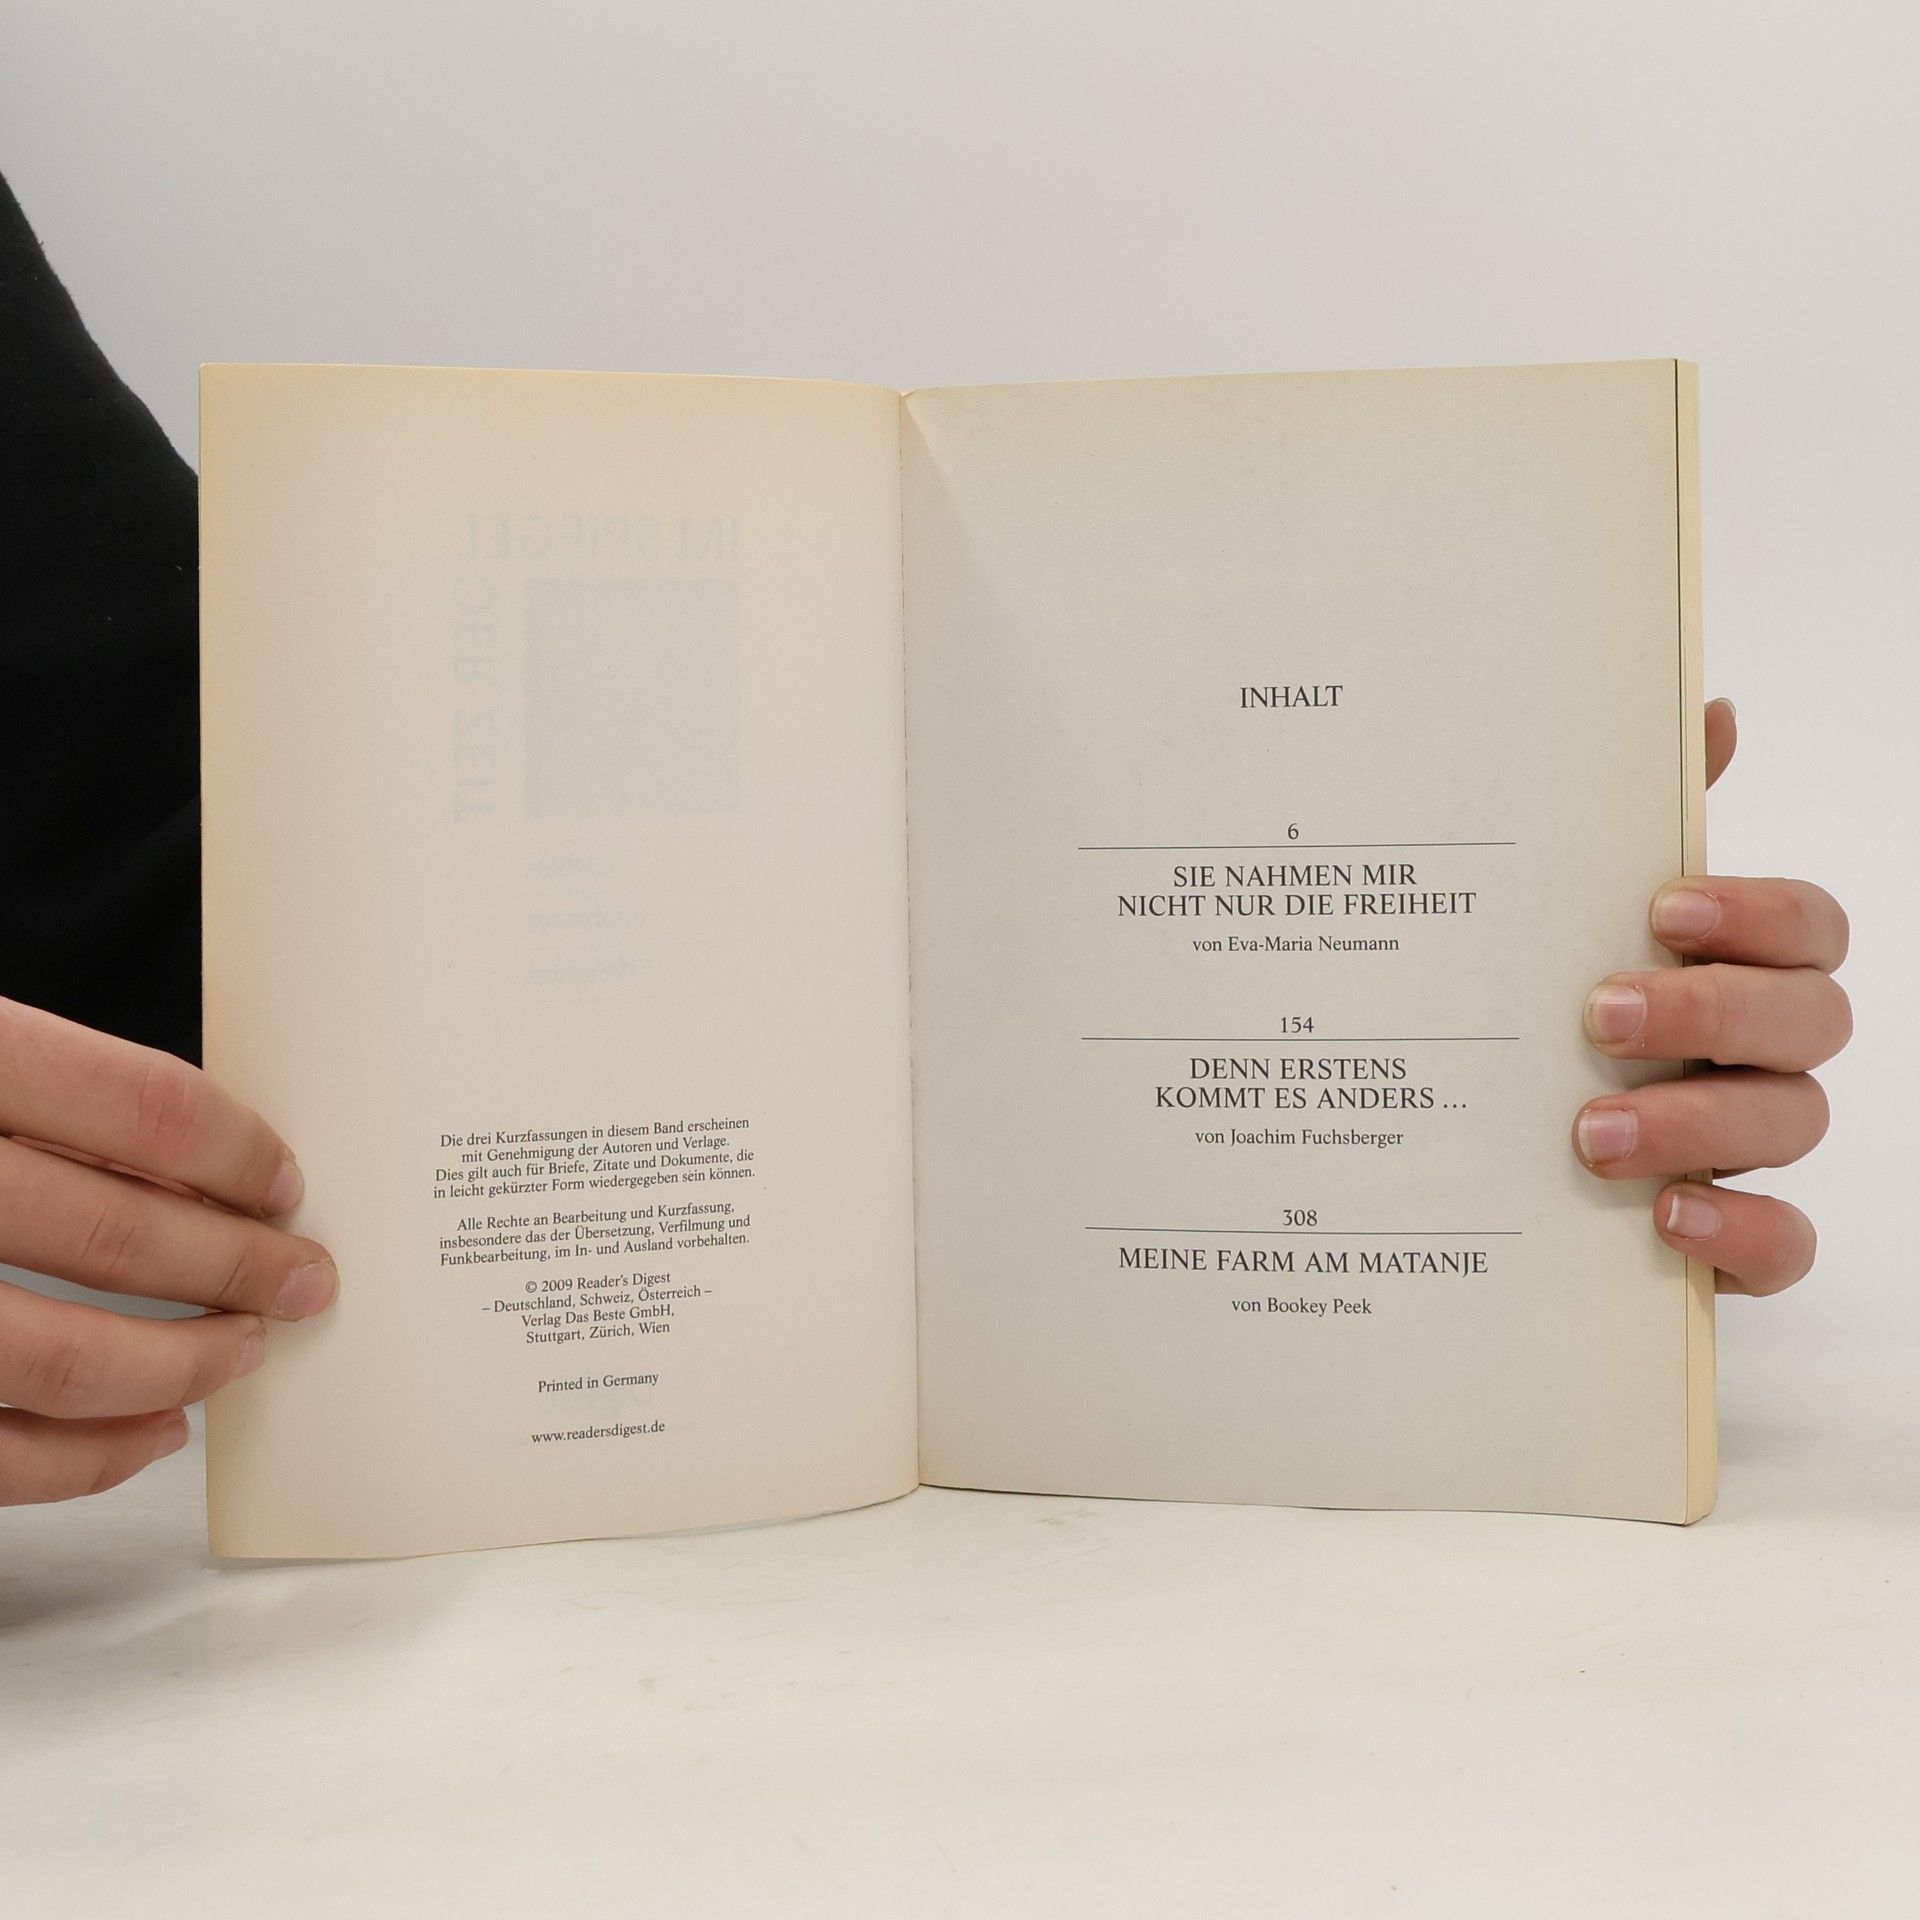 IM SPIEGEL
DER ZEIT
Die drei Kurzfassungen in diesem Band erscheinen
mit Genehmigung der Autoren und Verlage.
Dies gilt auch für Briefe, Zitate und Dokumente, die
in leicht gekürzter Form wiedergegeben sein können.
Alle Rechte an Bearbeitung und Kurzfassung,
insbesondere das der Übersetzung, Verfilmung und
Funkbearbeitung, im In- und Ausland vorbehalten.
© 2009 Reader's Digest
– Deutschland, Schweiz, Österreich –
Verlag Das Beste GmbH,
Stuttgart, Zürich, Wien
Printed in Germany
www.readersdigest.de
INHALT
6
SIE NAHMEN MIR
NICHT NUR DIE FREIHEIT
von Eva-Maria Neumann
154
DENN ERSTENS
KOMMT ES ANDERS ...
von Joachim Fuchsberger
308
MEINE FARM AM MATANJE
von Bookey Peek